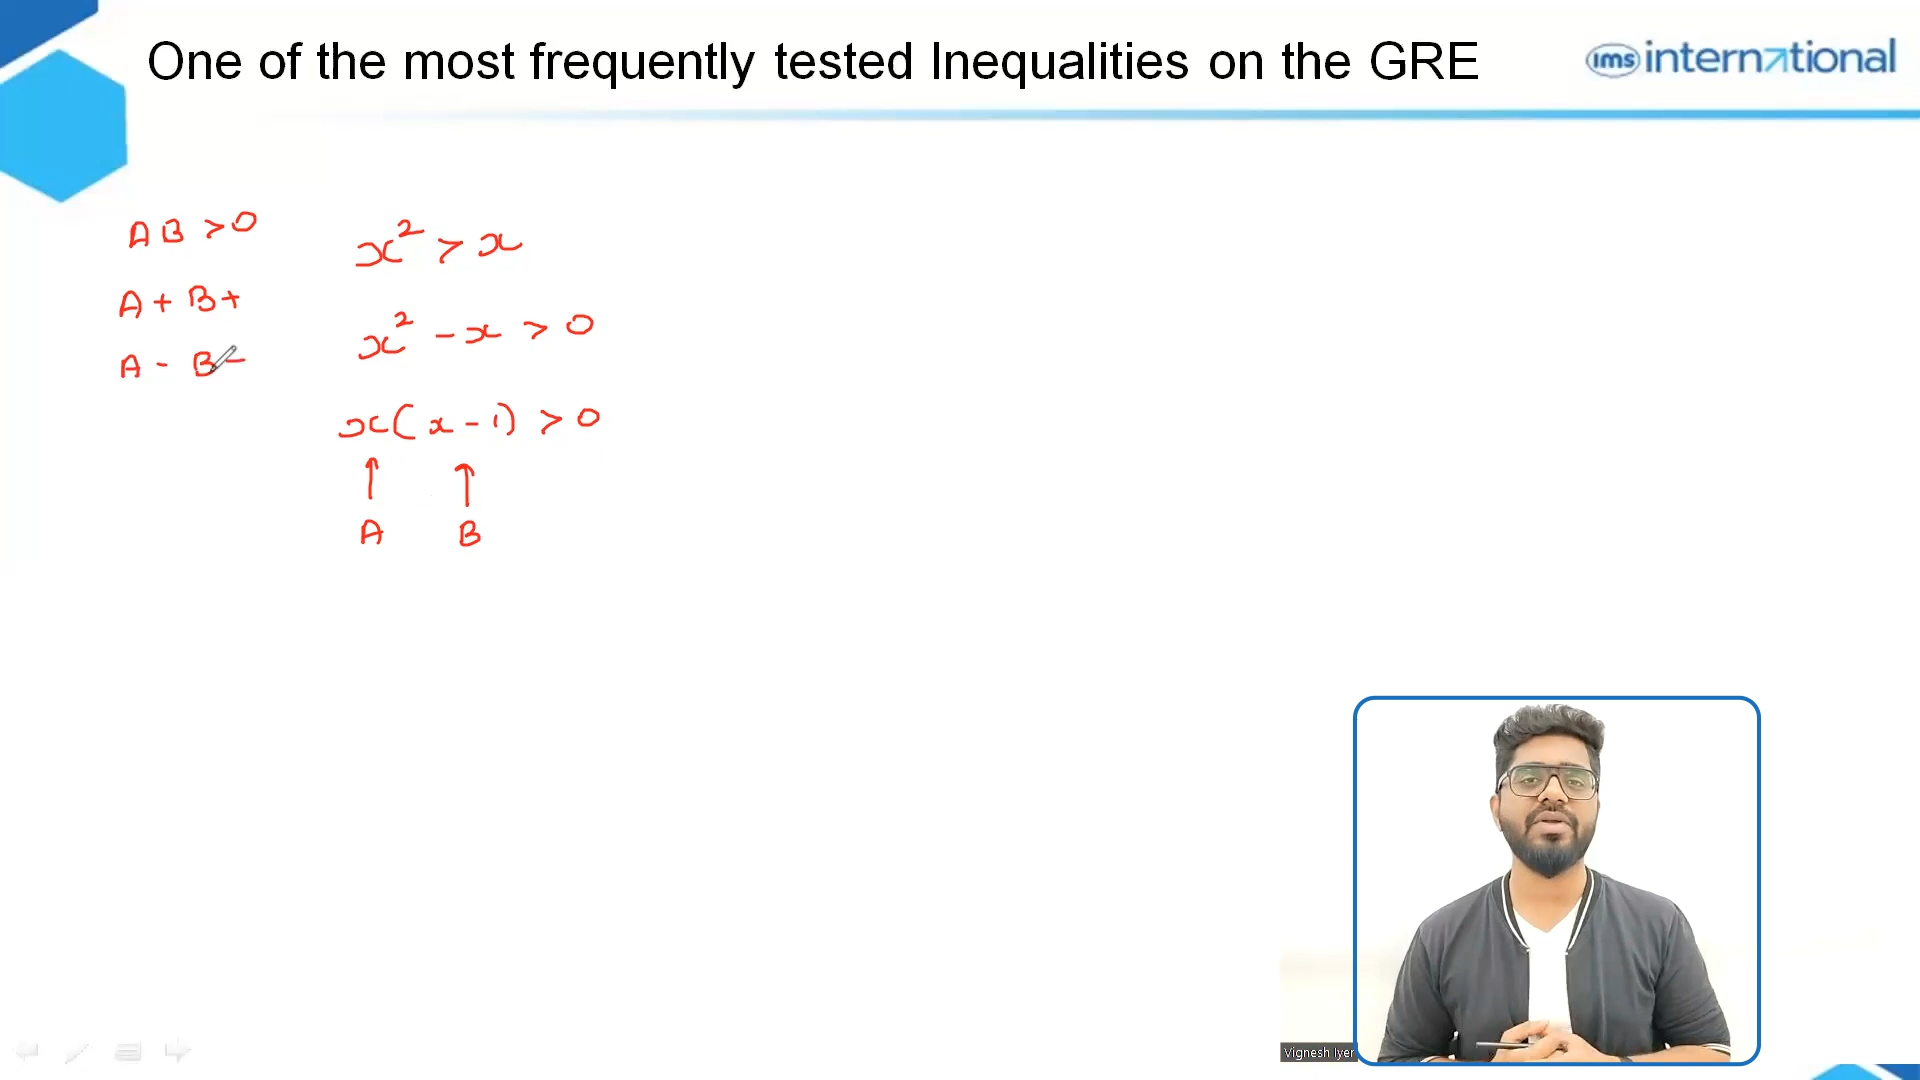 One of the most frequently tested Inequalities on the GRE
ims international
AB > 0
A + B +
A - B -
x² > x
x² - x > 0
x(x - 1) > 0
↑ ↑
A B
Vignesh Iyer